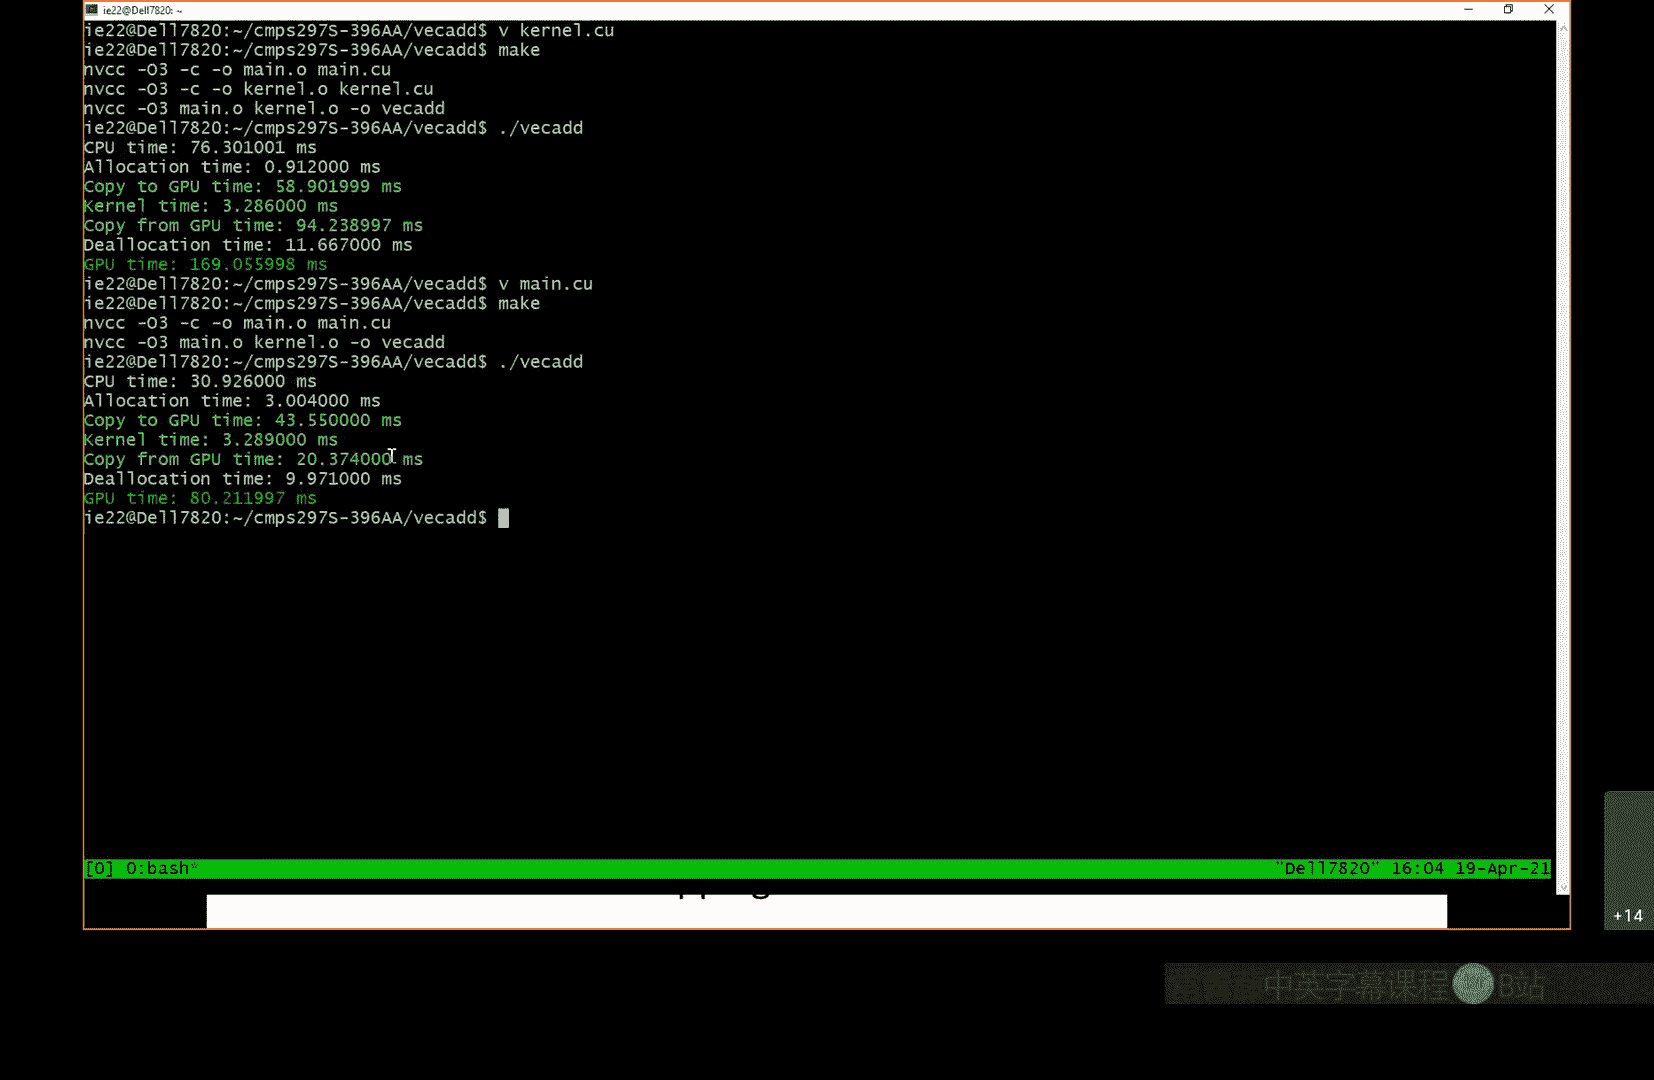 ie22@Dell7820: ~
ie22@Dell7820:~/cmps297S-396AA/vecadd$ v kernel.cu
ie22@Dell7820:~/cmps297S-396AA/vecadd$ make
nvcc -O3 -c -o main.o main.cu
nvcc -O3 -c -o kernel.o kernel.cu
nvcc -O3 main.o kernel.o -o vecadd
ie22@Dell7820:~/cmps297S-396AA/vecadd$ ./vecadd
CPU time: 76.301001 ms
Allocation time: 0.912000 ms
Copy to GPU time: 58.901999 ms
Kernel time: 3.286000 ms
Copy from GPU time: 94.238997 ms
Deallocation time: 11.667000 ms
GPU time: 169.055998 ms
ie22@Dell7820:~/cmps297S-396AA/vecadd$ v main.cu
ie22@Dell7820:~/cmps297S-396AA/vecadd$ make
nvcc -O3 -c -o main.o main.cu
nvcc -O3 main.o kernel.o -o vecadd
ie22@Dell7820:~/cmps297S-396AA/vecadd$ ./vecadd
CPU time: 30.926000 ms
Allocation time: 3.004000 ms
Copy to GPU time: 43.550000 ms
Kernel time: 3.289000 ms
Copy from GPU time: 20.374000 ms
Deallocation time: 9.971000 ms
GPU time: 80.211997 ms
ie22@Dell7820:~/cmps297S-396AA/vecadd$
[0] 0:bash* "Dell7820" 16:04 19-Apr-21
+14
中英字幕课程 B站